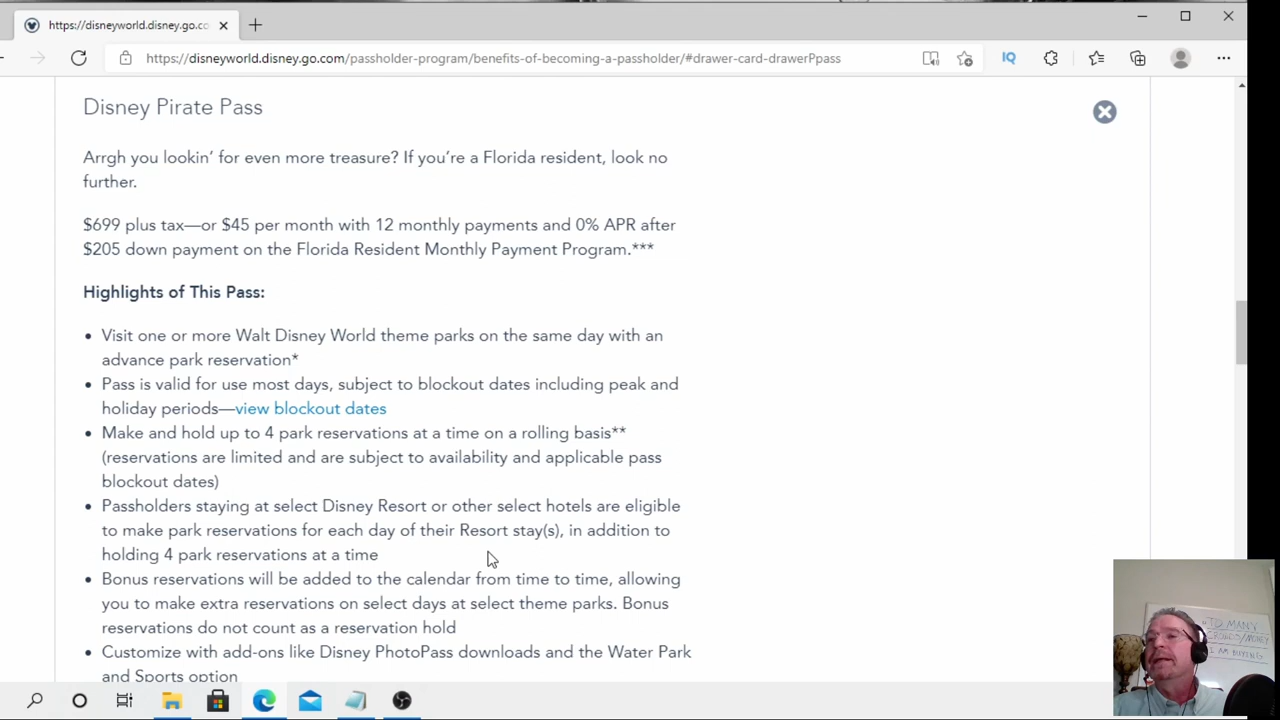 https://disneyworld.disney.go.co
https://disneyworld.disney.go.com/passholder-program/benefits-of-becoming-a-passholder/#drawer-card-drawerPpass
IQ
Disney Pirate Pass
Arrgh you lookin’ for even more treasure? If you’re a Florida resident, look no
further.
$699 plus tax—or $45 per month with 12 monthly payments and 0% APR after
$205 down payment on the Florida Resident Monthly Payment Program.***
Highlights of This Pass:
• Visit one or more Walt Disney World theme parks on the same day with an
advance park reservation*
• Pass is valid for use most days, subject to blockout dates including peak and
holiday periods—view blockout dates
• Make and hold up to 4 park reservations at a time on a rolling basis**
(reservations are limited and are subject to availability and applicable pass
blockout dates)
• Passholders staying at select Disney Resort or other select hotels are eligible
to make park reservations for each day of their Resort stay(s), in addition to
holding 4 park reservations at a time
• Bonus reservations will be added to the calendar from time to time, allowing
you to make extra reservations on select days at select theme parks. Bonus
reservations do not count as a reservation hold
• Customize with add-ons like Disney PhotoPass downloads and the Water Park
and Sports option
"TO MANY
CROWDS/MONEY
I AM BUYING